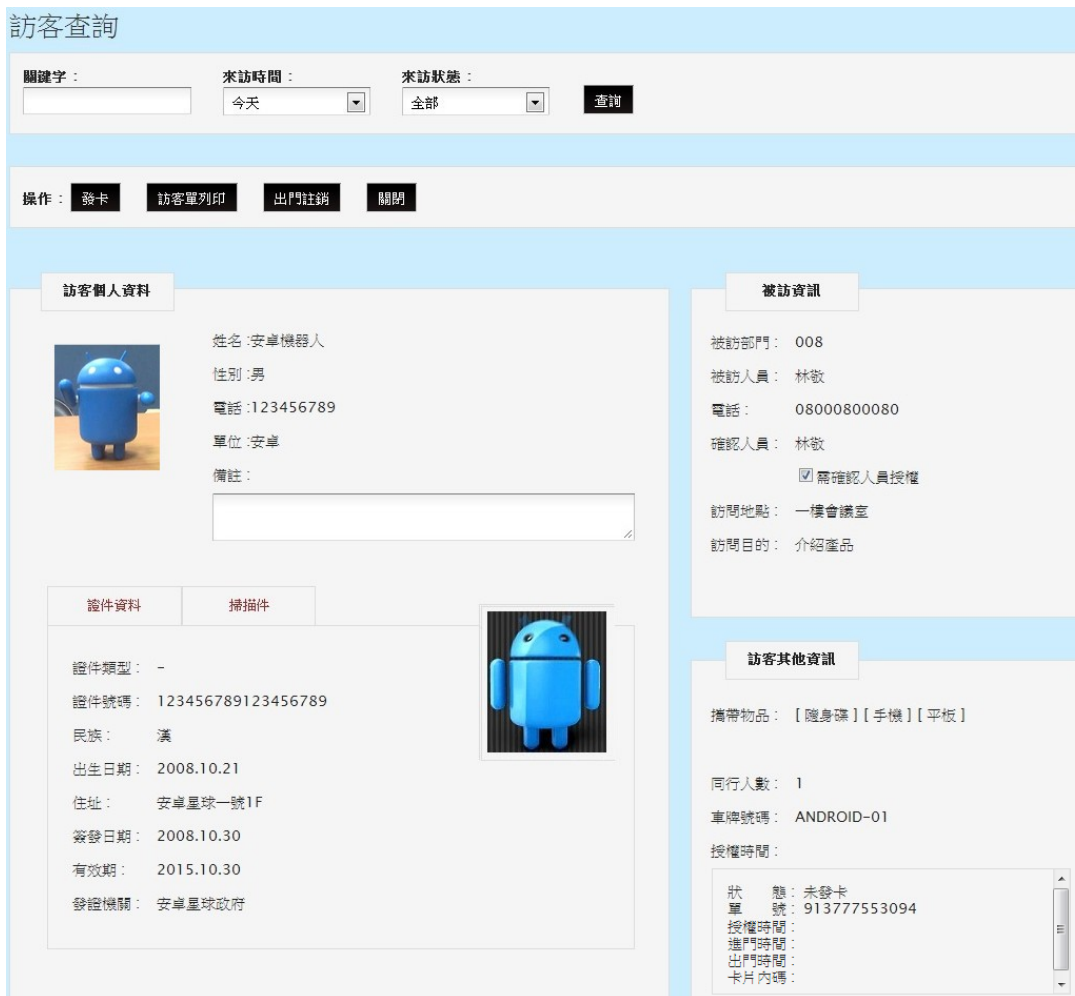 訪客查詢
關鍵字：
來訪時間：
來訪狀態：
今天
全部
查詢
操作：
發卡
訪客單列印
出門註銷
關閉
訪客個人資料
姓名:安卓機器人
性別:男
電話:123456789
單位:安卓
備註：
證件資料
掃描件
證件類型： -
證件號碼： 123456789123456789
民族： 漢
出生日期： 2008.10.21
住址： 安卓星球一號1F
簽發日期： 2008.10.30
有效期： 2015.10.30
發證機關： 安卓星球政府
被訪資訊
被訪部門： 008
被訪人員： 林敬
電話： 08000800080
確認人員： 林敬
需確認人員授權
訪問地點： 一樓會議室
訪問目的： 介紹產品
訪客其他資訊
攜帶物品： [ 隨身碟 ] [ 手機 ] [ 平板 ]
同行人數： 1
車牌號碼： ANDROID-01
授權時間：
狀 態：未發卡
單 號：913777553094
授權時間：
進門時間：
出門時間：
卡片內碼：